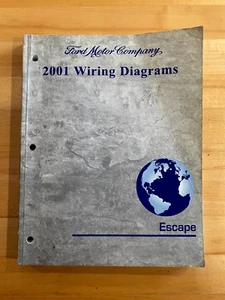 Ford Motor Company
2001 Wiring Diagrams
Escape